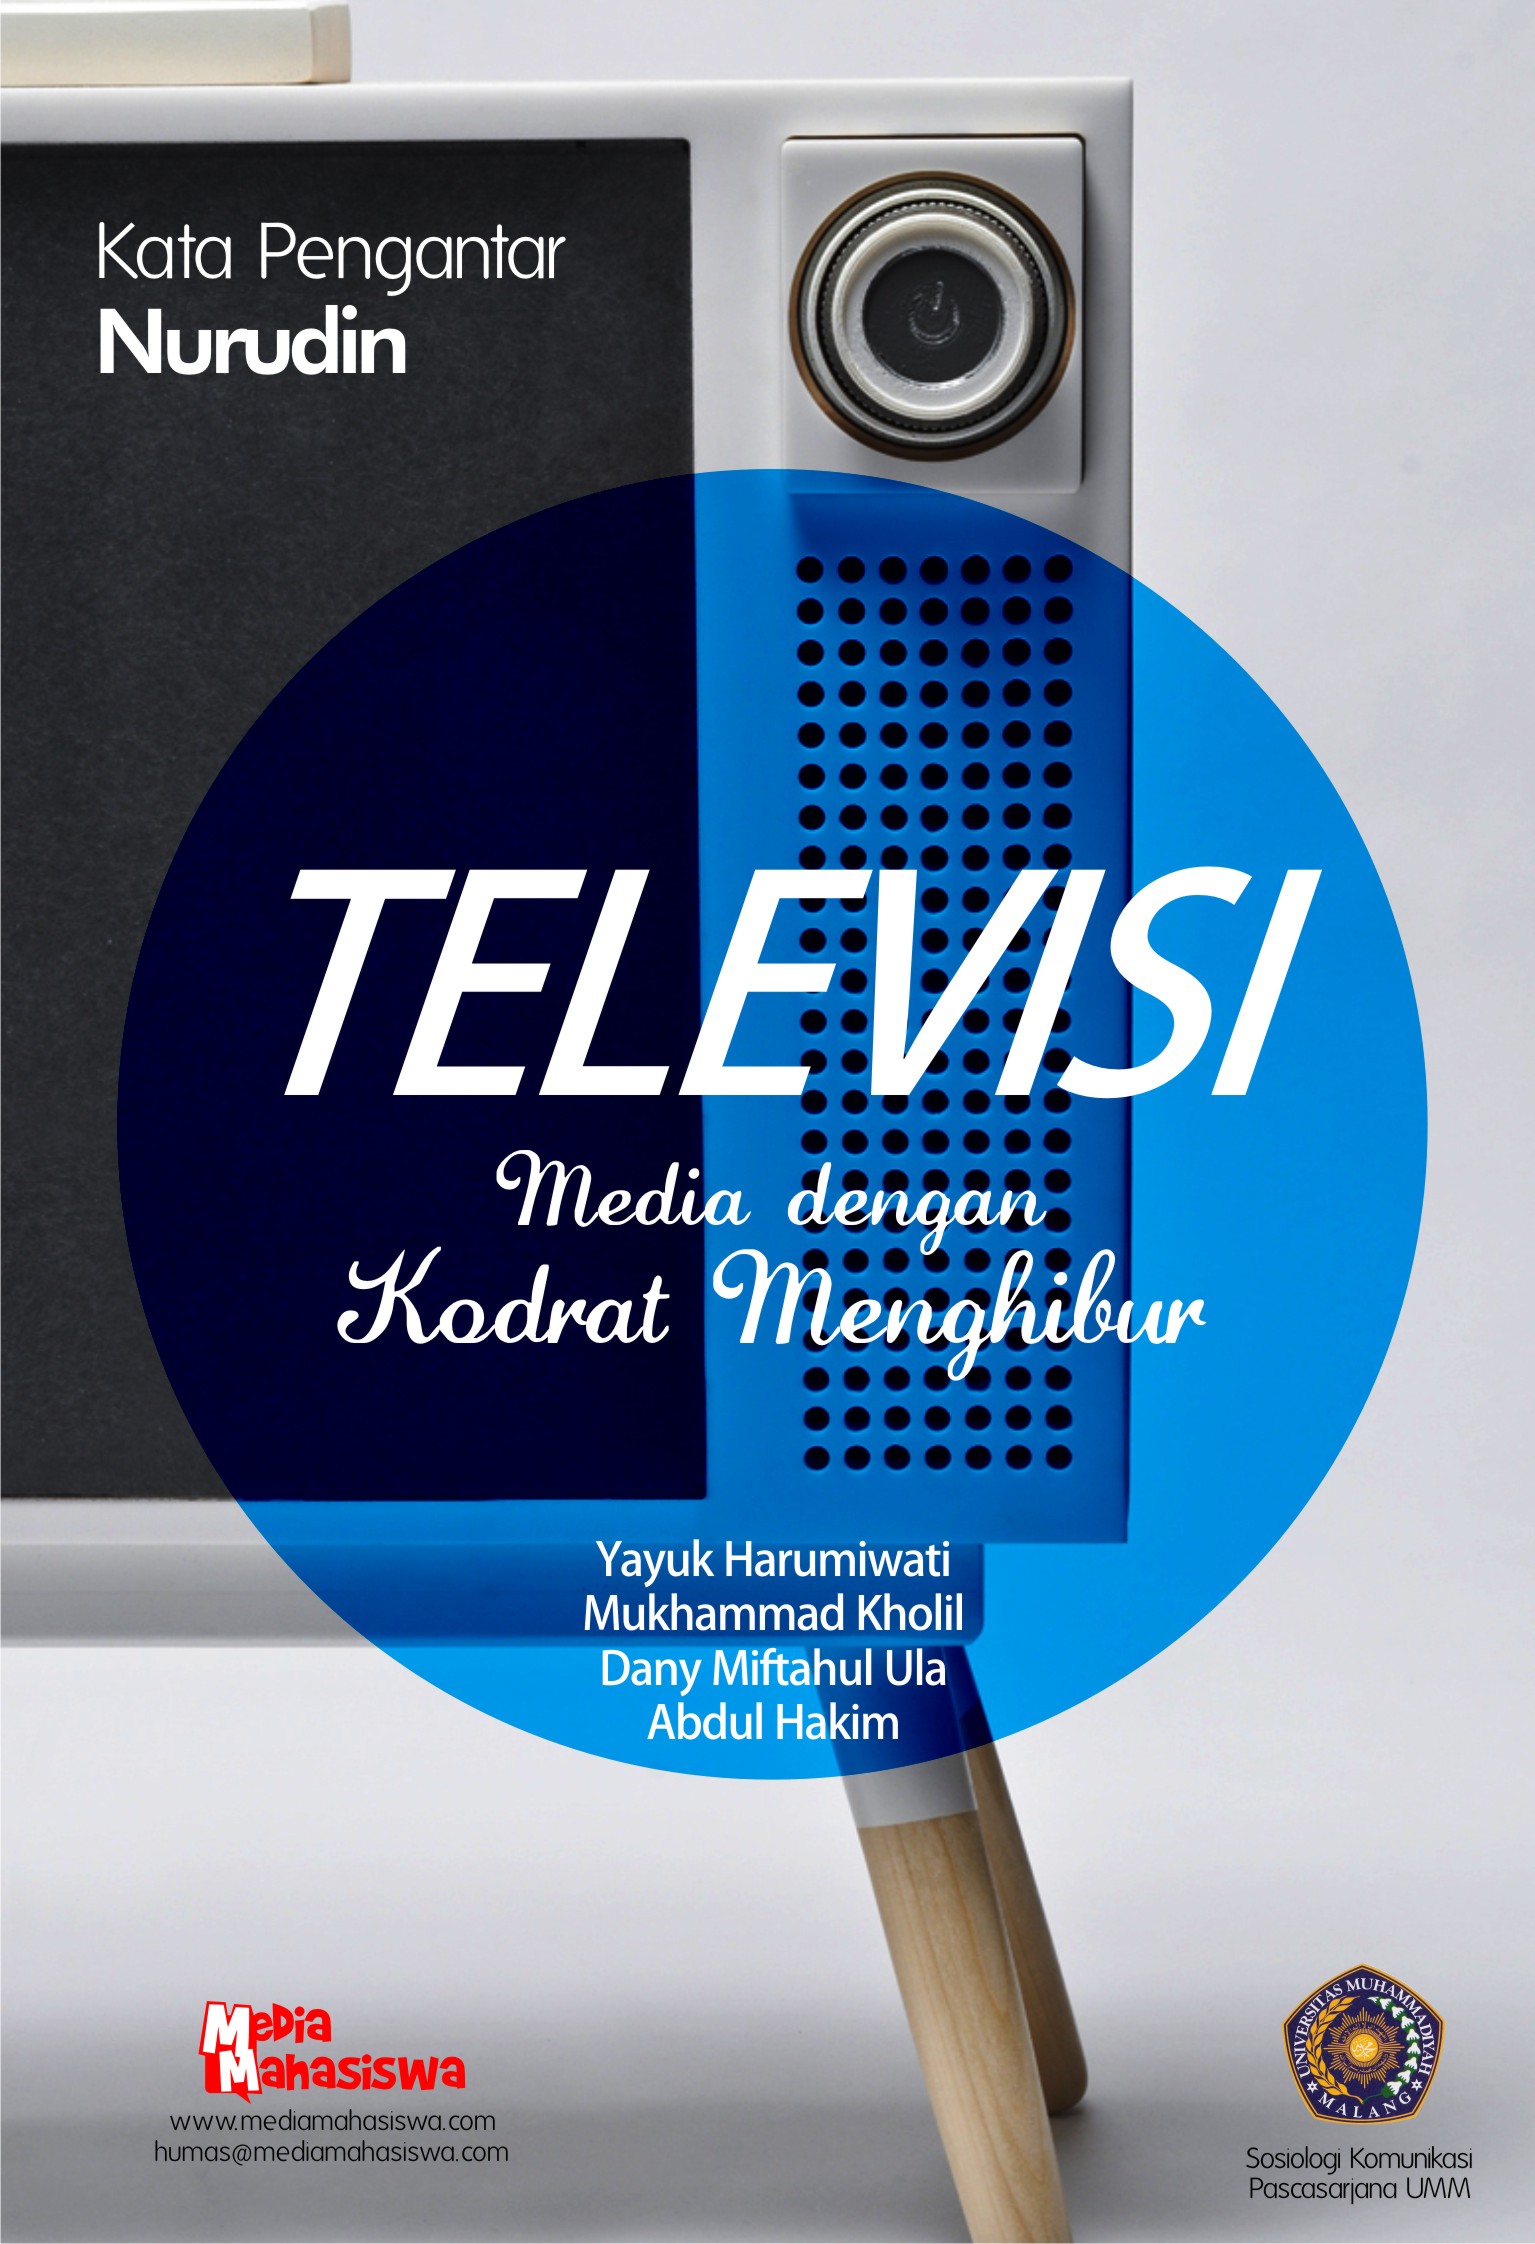 Kata Pengantar
Nurudin
TELEVISI
Media dengan
Kodrat Menghibur
Yayuk Harumiwati
Mukhammad Kholil
Dany Miftahul Ula
Abdul Hakim
Media
Mahasiswa
www.mediamahasiswa.com
humas@mediamahasiswa.com
UNIVERSITAS MUHAMMADIYAH
MALANG
Sosiologi Komunikasi
Pascasarjana UMM